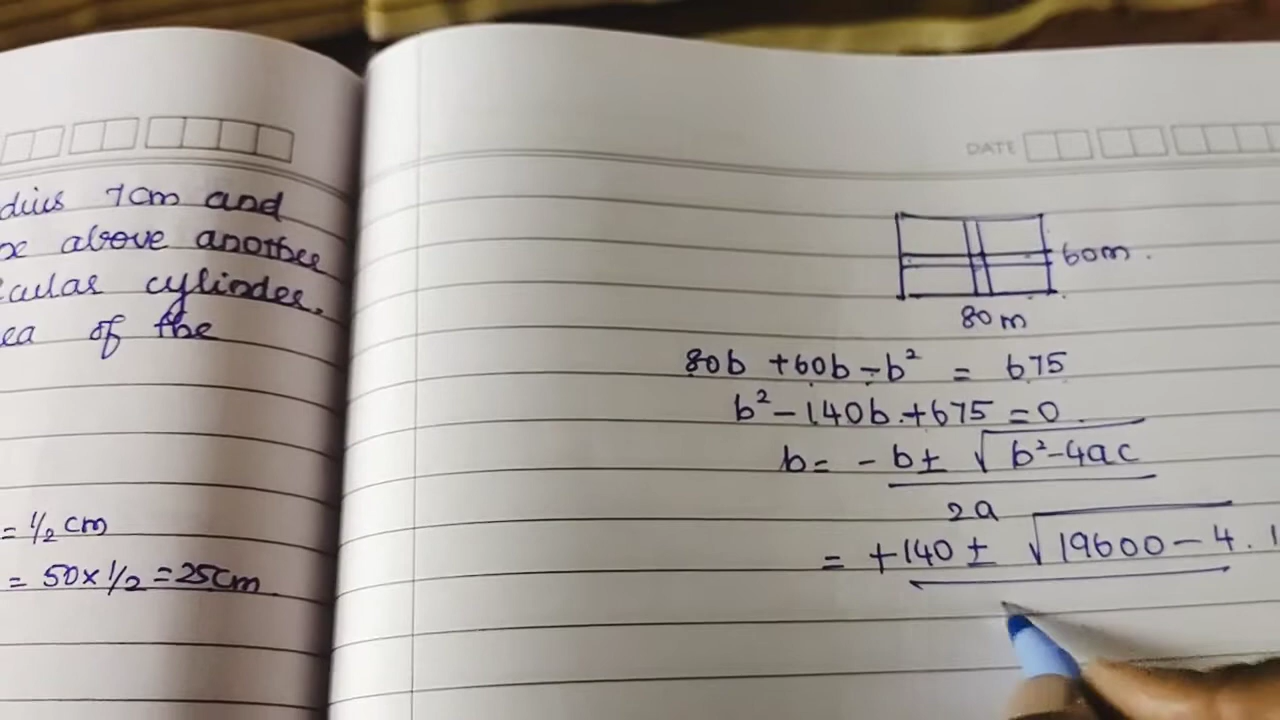 dius 7cm and
above another
cular cylinder.
ea of the
= 1/2 cm
= 50 x 1/2 = 25cm
DATE
60m.
80 m
80b + 60b - b² = 675
b² - 140b + 675 = 0
b = - b ± √b² - 4ac
2a
= + 140 ± √19600 - 4. 1